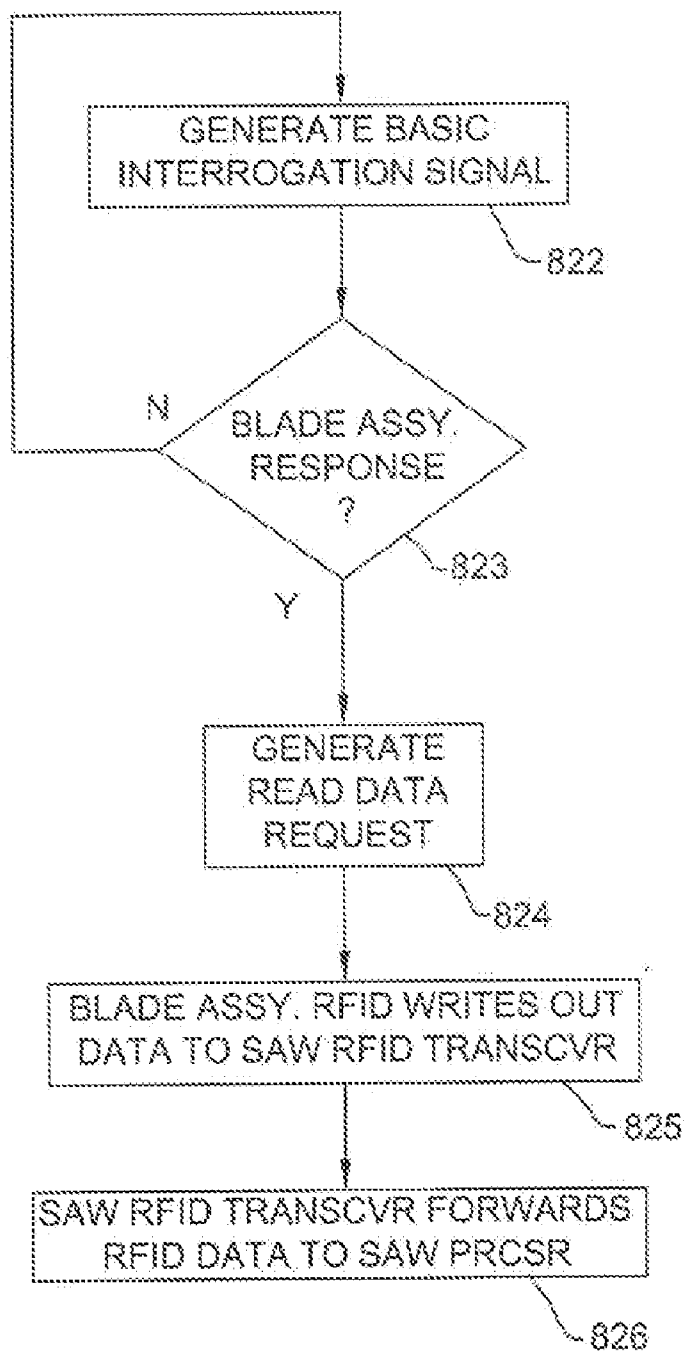 GENERATE BASIC
INTERROGATION SIGNAL
822
N
BLADE ASSY.
RESPONSE
?
823
Y
GENERATE
READ DATA
REQUEST
824
BLADE ASSY. RFID WRITES OUT
DATA TO SAW RFID TRANSCVR
825
SAW RFID TRANSCVR FORWARDS
RFID DATA TO SAW PRCSR
826